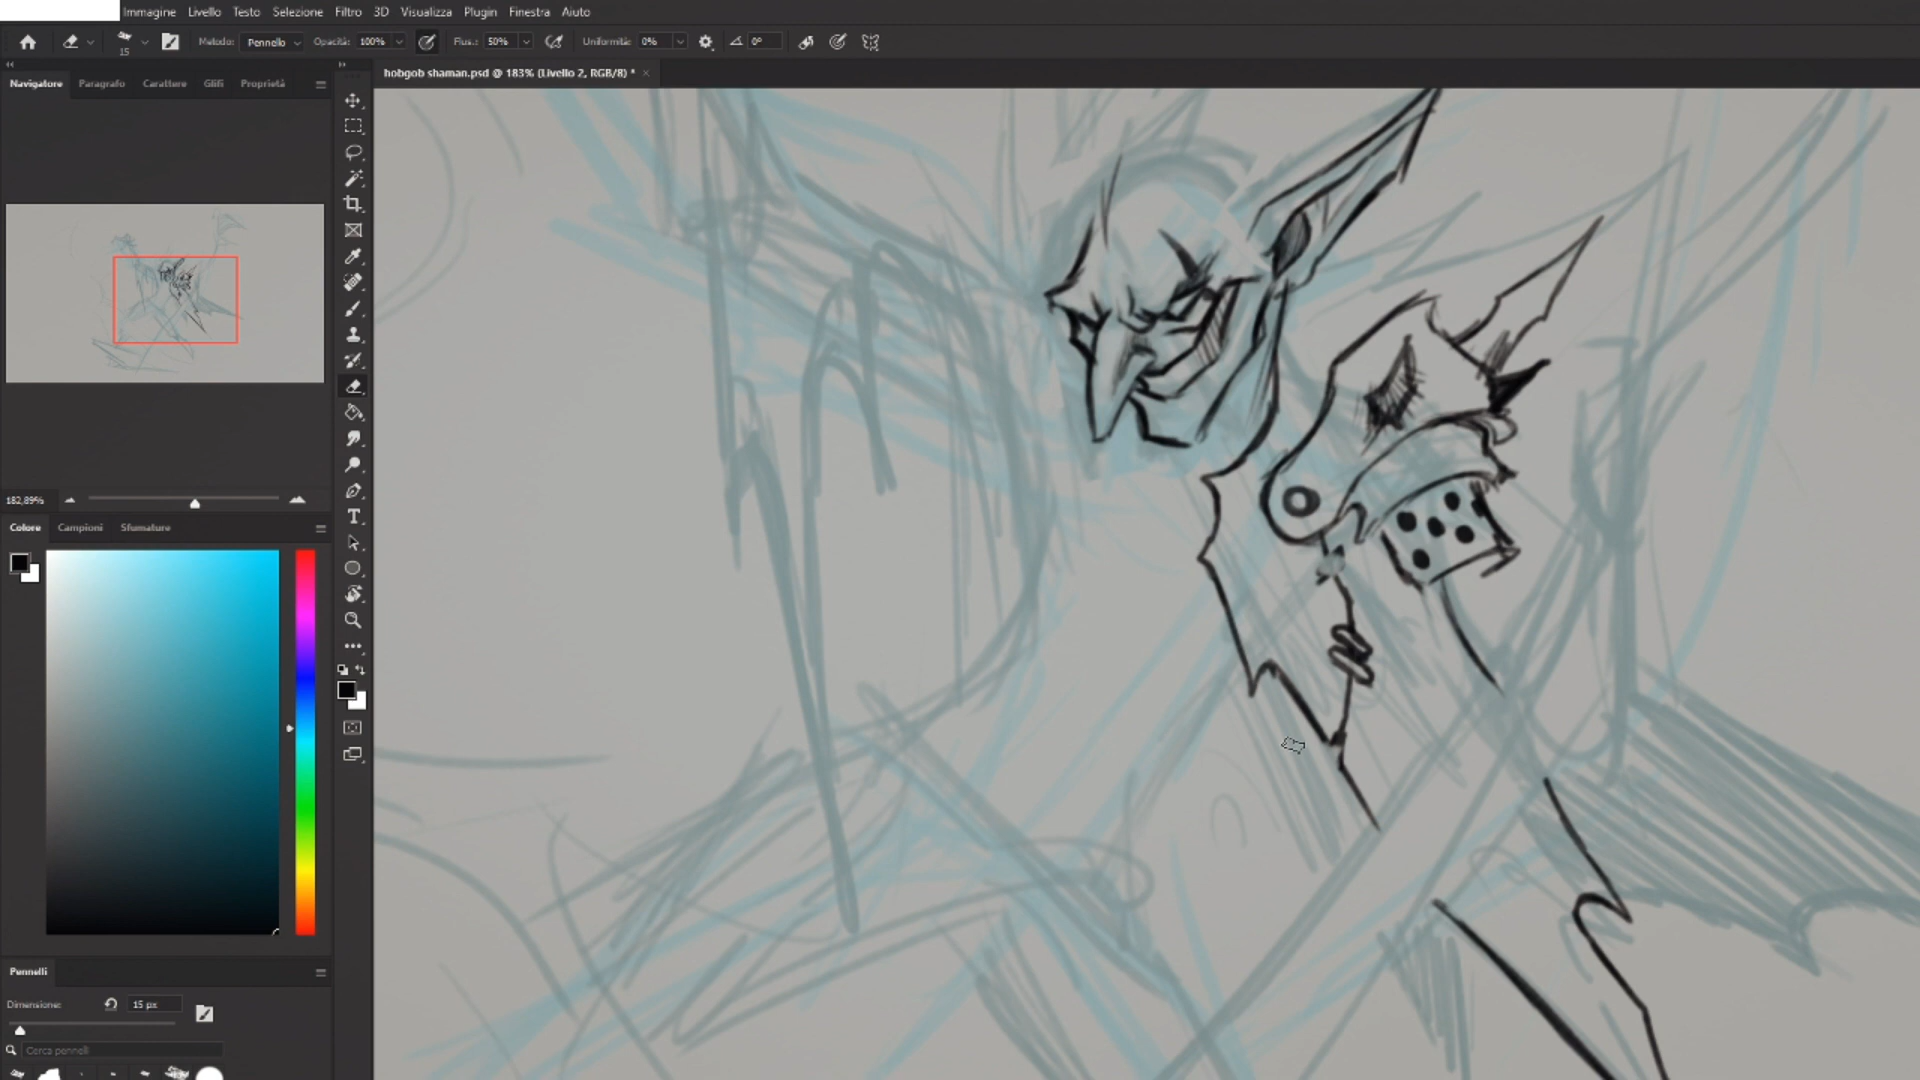 Immagine Livello Testo Selezione Filtro 3D Visualizza Plugin Finestra Aiuto
15 Metodo: Pennello Opacità: 100% Flus.: 50% Uniformità: 0% 0°
hobgob shaman.psd @ 183% (Livello 2, RGB/8) *
Navigatore Paragrafo Carattere Glifi Proprietà
182,89%
Colore Campioni Sfumature
Pennelli
Dimensione: 15 px
Cerca pennelli